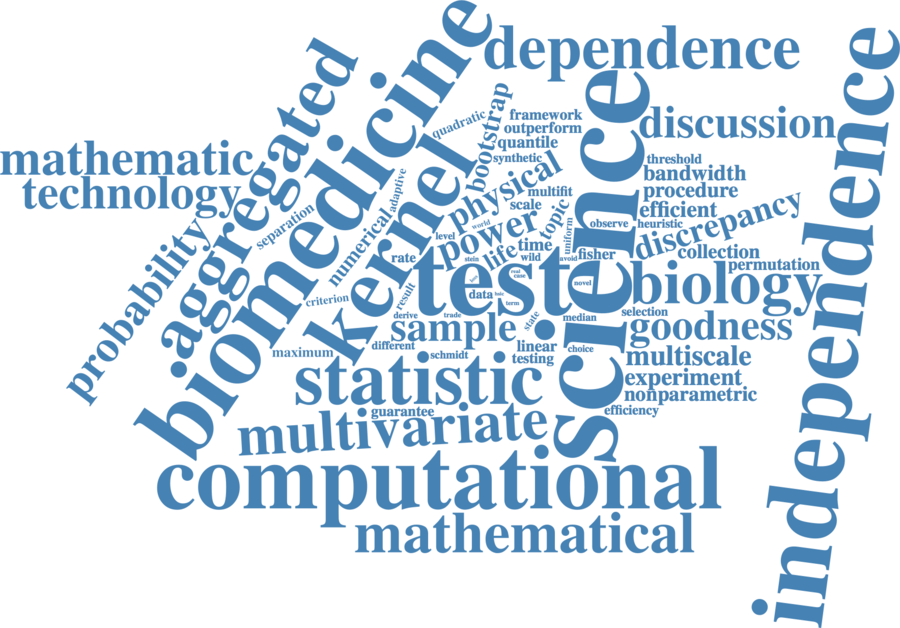 dependence
independence
biomedicine
aggregated
science
mathematic
technology
probability
kernel
discussion
quadratic
bootstrap
framework
outperform
quantile
synthetic
physical
multifit
scale
adaptive
separation
numerical
threshold
bandwidth
procedure
efficient
heuristic
observe
discrepancy
collection
permutation
power
world
level
topic
uniform
life
time
wild
avoid
fisher
stein
rate
test
real
case
data
term
novel
biology
criterion
result
derive
trade
state
median
selection
goodness
sample
different
schmidt
linear
testing
choice
multiscale
maximum
experiment
nonparametric
efficiency
statistic
guarantee
multivariate
computational
mathematical